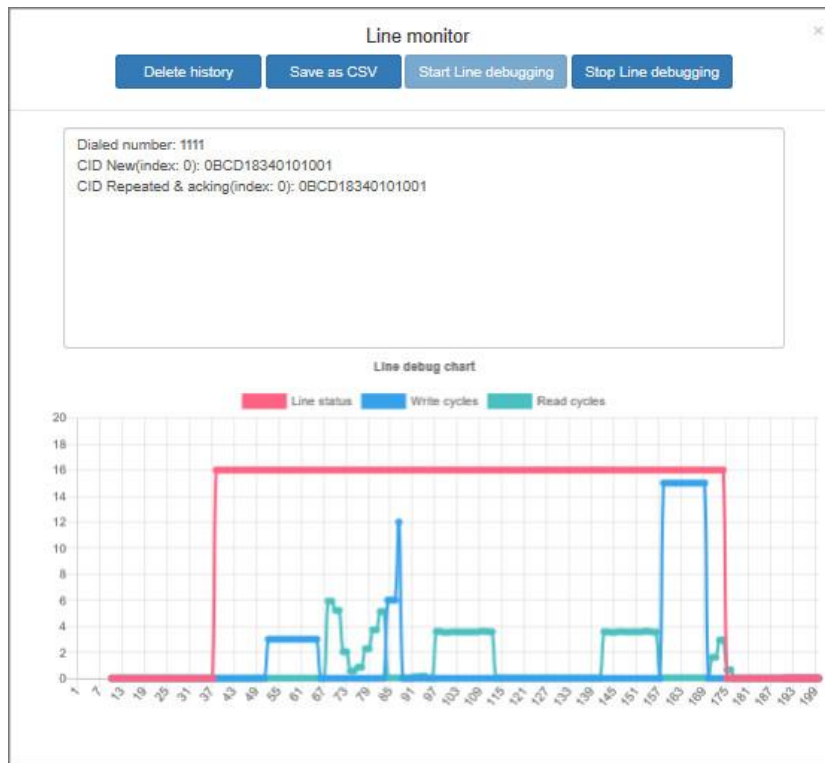 Line monitor
×
Delete history Save as CSV Start Line debugging Stop Line debugging
Dialed number: 1111
CID New(index: 0): 0BCD18340101001
CID Repeated & acking(index: 0): 0BCD18340101001
Line debug chart
Line status Write cycles Read cycles
20
18
16
14
12
10
8
6
4
2
0
1 7 13 19 25 31 37 43 49 55 61 67 73 79 85 91 97 103 109 115 121 127 133 139 145 151 157 163 169 175 181 187 193 199